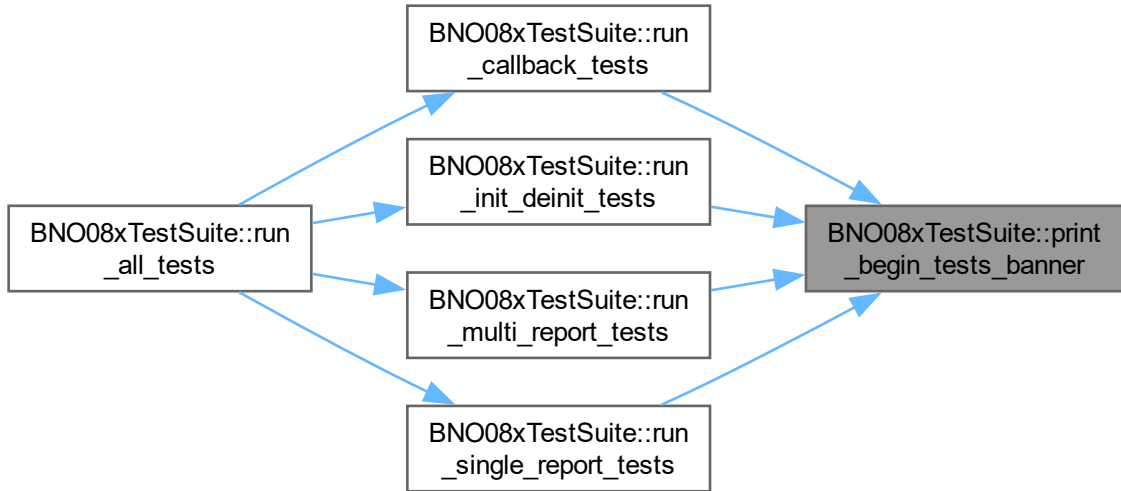 BNO08xTestSuite::run
_callback_tests
BNO08xTestSuite::run
_init_deinit_tests
BNO08xTestSuite::run
_all_tests
BNO08xTestSuite::print
_begin_tests_banner
BNO08xTestSuite::run
_multi_report_tests
BNO08xTestSuite::run
_single_report_tests